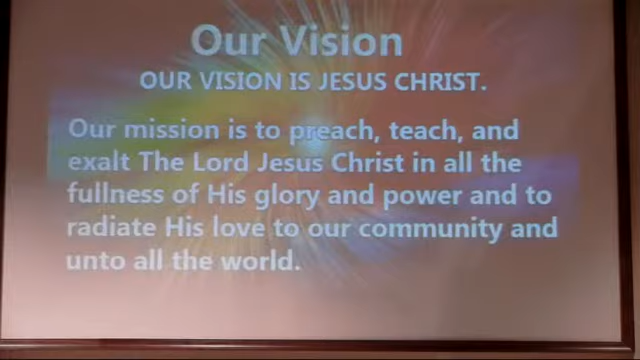 Our Vision
OUR VISION IS JESUS CHRIST.
Our mission is to preach, teach, and
exalt The Lord Jesus Christ in all the
fullness of His glory and power and to
radiate His love to our community and
unto all the world.